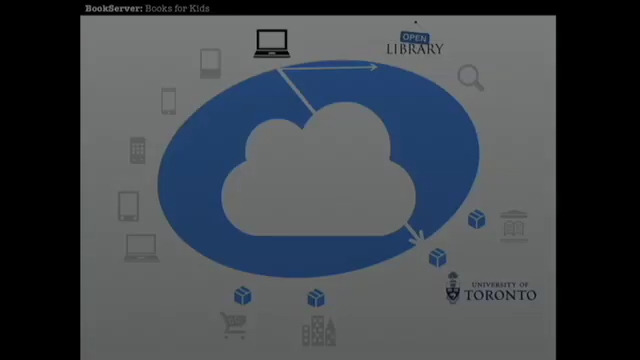 BookServer: Books for Kids
OPEN
LIBRARY
UNIVERSITY OF
TORONTO